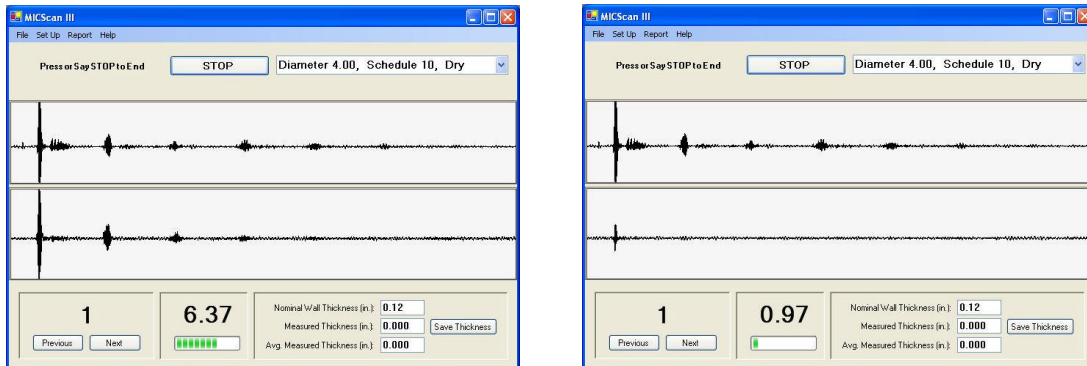 MICScan III
File Set Up Report Help
Press or Say STOP to End STOP Diameter 4.00, Schedule 10, Dry
1
Previous Next
6.37
Nominal Wall Thickness (in.): 0.12
Measured Thickness (in.): 0.000 Save Thickness
Avg. Measured Thickness (in.): 0.000
MICScan III
File Set Up Report Help
Press or Say STOP to End STOP Diameter 4.00, Schedule 10, Dry
1
Previous Next
0.97
Nominal Wall Thickness (in.): 0.12
Measured Thickness (in.): 0.000 Save Thickness
Avg. Measured Thickness (in.): 0.000